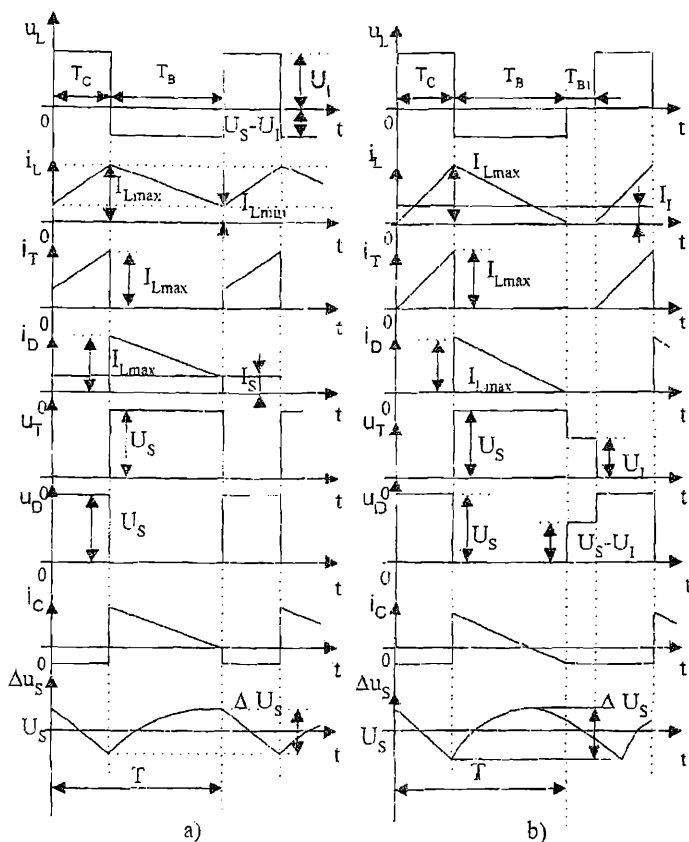 u_L
T_C
T_B
U_I
U_S-U_I
0
t
i_L
I_Lmax
I_Lmin
0
t
i_T
I_Lmax
0
t
i_D
I_Lmax
I_S
0
t
u_T
U_S
0
t
u_D
U_S
0
t
i_C
0
t
Δu_S
U_S
Δ U_S
t
T
a)
u_L
T_C
T_B
T_B1
0
t
i_L
I_Lmax
I_I
0
t
i_T
I_Lmax
0
t
i_D
I_Lmax
0
t
u_T
U_S
U_I
0
t
u_D
U_S
U_S-U_I
0
t
i_C
0
t
Δu_S
U_S
Δ U_S
t
T
b)